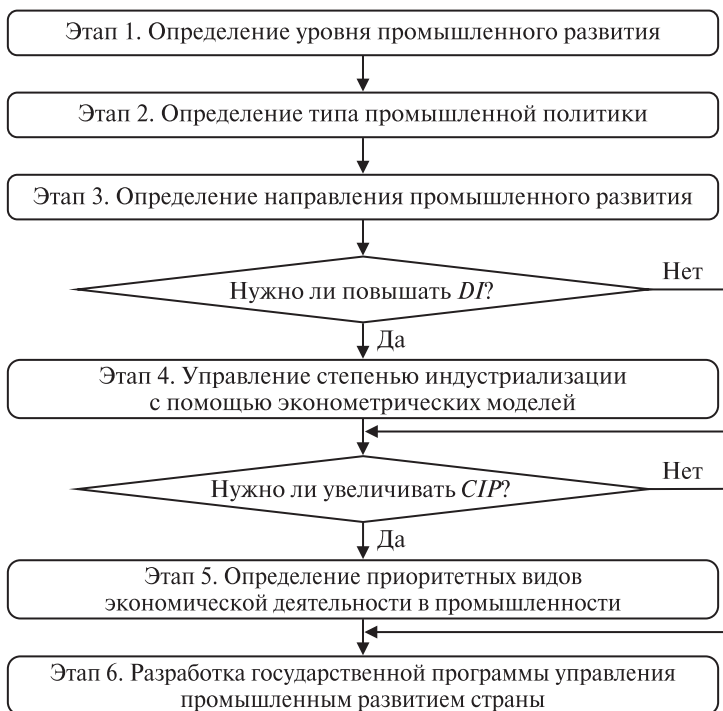 Этап 1. Определение уровня промышленного развития
Этап 2. Определение типа промышленной политики
Этап 3. Определение направления промышленного развития
Нужно ли повышать DI?
Нет
Да
Этап 4. Управление степенью индустриализации
с помощью эконометрических моделей
Нужно ли увеличивать CIP?
Нет
Да
Этап 5. Определение приоритетных видов
экономической деятельности в промышленности
Этап 6. Разработка государственной программы управления
промышленным развитием страны